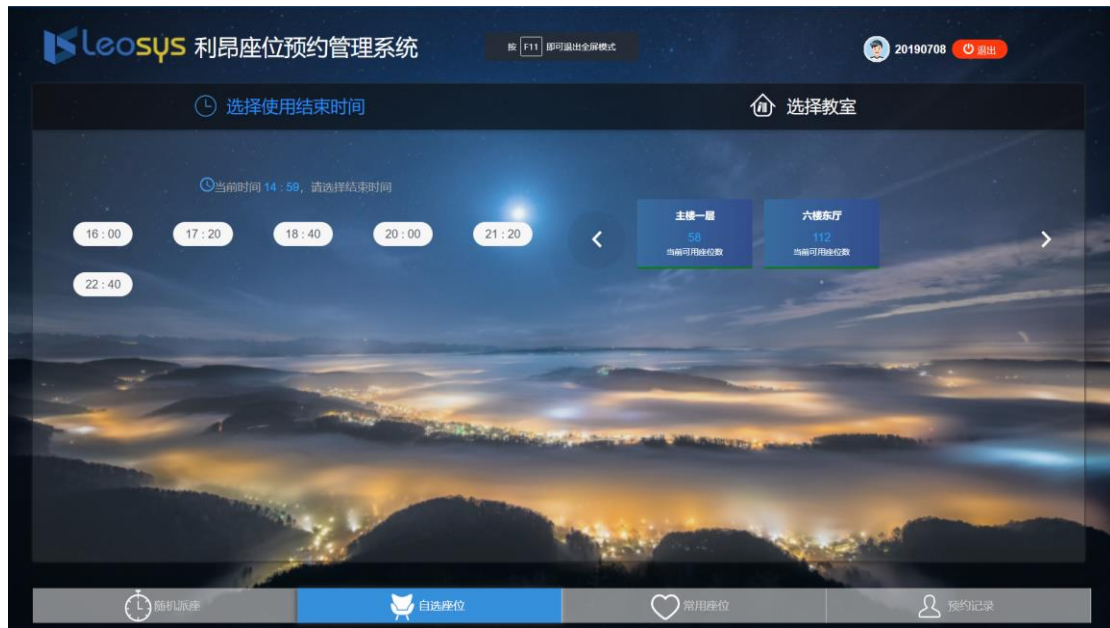 Leosys 利昂座位预约管理系统
按 F11 即可退出全屏模式
20190708 退出
选择使用结束时间
选择教室
当前时间 14 : 59，请选择结束时间
16 : 00
17 : 20
18 : 40
20 : 00
21 : 20
22 : 40
主楼一层
58
当前可用座位数
六楼东厅
112
当前可用座位数
随机派座
自选座位
常用座位
预约记录